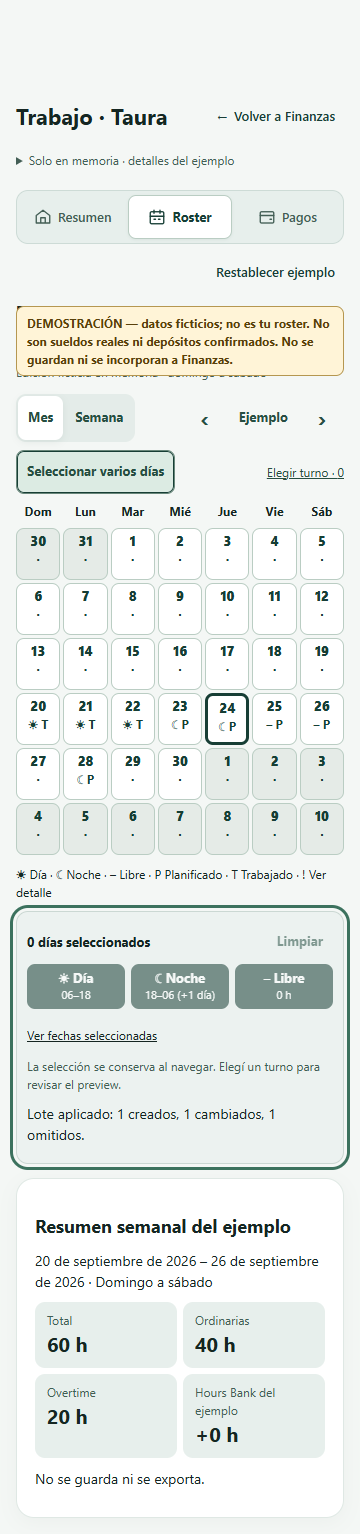 Trabajo · Taura
← Volver a Finanzas
▶ Solo en memoria · detalles del ejemplo
Resumen
Roster
Pagos
Restablecer ejemplo
DEMOSTRACIÓN — datos ficticios; no es tu roster. No
son sueldos reales ni depósitos confirmados. No se
guardan ni se incorporan a Finanzas.
Mes
Semana
‹ Ejemplo ›
Seleccionar varios días
Elegir turno · 0
Dom Lun Mar Mié Jue Vie Sáb
30 31 1 2 3 4 5
· · · · · · ·
6 7 8 9 10 11 12
· · · · · · ·
13 14 15 16 17 18 19
· · · · · · ·
20 21 22 23 24 25 26
☀ T ☀ T ☀ T ☾ P ☾ P – P – P
27 28 29 30 1 2 3
· ☾ P · · · · ·
4 5 6 7 8 9 10
· · · · · · ·
☀ Día · ☾ Noche · – Libre · P Planificado · T Trabajado · ! Ver
detalle
0 días seleccionados
Limpiar
☀ Día
06–18
☾ Noche
18–06 (+1 día)
– Libre
0 h
Ver fechas seleccionadas
La selección se conserva al navegar. Elegí un turno para
revisar el preview.
Lote aplicado: 1 creados, 1 cambiados, 1
omitidos.
Resumen semanal del ejemplo
20 de septiembre de 2026 – 26 de septiembre
de 2026 · Domingo a sábado
Total
60 h
Ordinarias
40 h
Overtime
20 h
Hours Bank del
ejemplo
+0 h
No se guarda ni se exporta.